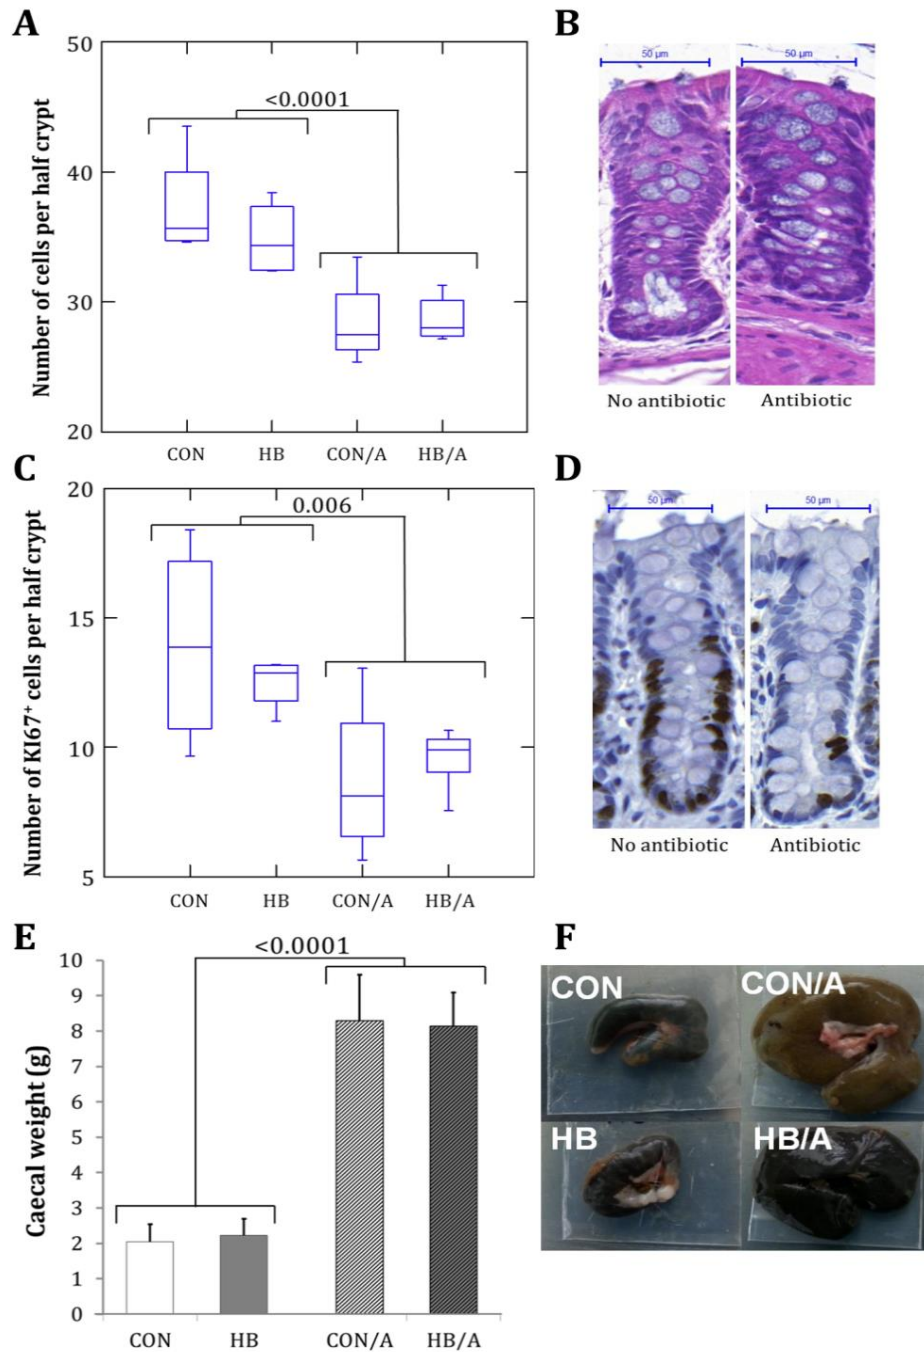 A
Number of cells per half crypt
50
40
30
20
<0.0001
CON HB CON/A HB/A
B
50 µm 50 µm
No antibiotic Antibiotic
C
Number of KI67⁺ cells per half crypt
20
15
10
5
0.006
CON HB CON/A HB/A
D
50 µm 50 µm
No antibiotic Antibiotic
E
Caecal weight (g)
10
9
8
7
6
5
4
3
2
1
0
<0.0001
CON HB CON/A HB/A
F
CON CON/A
HB HB/A